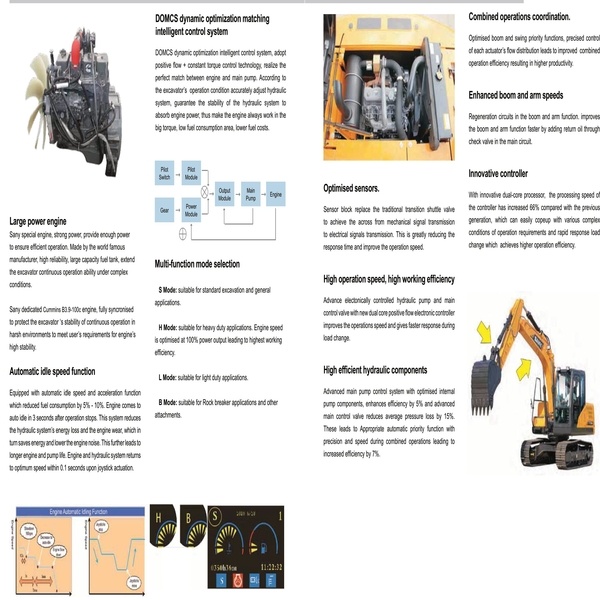 Large power engine
Sany special engine, strong power, provide enough power
to ensure efficient operation. Made by the world famous
manufacturer, high reliability, large capacity fuel tank, extend
the excavator continuous operation ability under complex
conditions.
Sany dedicated Cummins B3.9-100c engine, fully syncronised
to protect the excavator`s stability of continuous operation in
harsh environments to meet user's requirements for engine's
high stability.
Automatic idle speed function
Equipped with automatic idle speed and acceleration function
which reduced fuel consumption by 5% - 10%. Engine comes to
auto idle in 3 seconds after operation stops. This system reduces
the hydraulic system's energy loss and the engine wear, which in
turn saves energy and lower the engine noise. This further leads to
longer engine and pump life. Engine and hydraulic system returns
to optimum speed within 0.1 seconds upon joystick actuation.
Engine Automatic Idling Function
DOMCS dynamic optimization matching
intelligent control system
DOMCS dynamic optimization intelligent control system, adopt
positive flow + constant torque control technology, realize the
perfect match between engine and main pump. According to
the excavator's operation condition accurately adjust hydraulic
system, guarantee the stability of the hydraulic system to
absorb engine power, thus make the engine always work in the
big torque, low fuel consumption area, lower fuel costs.
Pilot
Switch
Pilot
Module
Gear
Power
Module
Output
Module
Main
Pump
Engine
Multi-function mode selection
S Mode: suitable for standard excavation and general
applications.
H Mode: suitable for heavy duty applications. Engine speed
is optimised at 100% power output leading to highest working
efficiency.
L Mode: suitable for light duty applications.
B Mode: suitable for Rock breaker applications and other
attachments.
H
B
S
1
07360h36m
11:22:32
S
Optimised sensors.
Sensor block replace the traditional transition shuttle valve
to achieve the across from mechanical signal transmission
to electrical signals transmission. This is greatly reducing the
response time and improve the operation speed.
High operation speed, high working efficiency
Advance electonically controlled hydraulic pump and main
control valve with new dual core positive flow electronic controller
improves the operations speed and gives faster response during
load change.
High efficient hydraulic components
Advanced main pump control system with optimised internal
pump components, enhances efficiency by 5% and advanced
main control valve reduces average pressure loss by 15%.
These leads to Appropriate automatic priority function with
precision and speed during combined operations leading to
increased efficiency by 7%.
Combined operations coordination.
Optimised boom and swing priority functions, precised control
of each actuator's flow distribution leads to improved combined
operation efficiency resulting in higher productivity.
Enhanced boom and arm speeds
Regeneration circuits in the boom and arm function. improves
the boom and arm function faster by adding return oil through
check valve in the main circuit.
Innovative controller
With innovative dual-core processor, the processing speed of
the controller has increased 66% compared with the previous
generation, which can easily copeup with various complex
conditions of operation requirements and rapid response load
change which achieves higher operation efficiency.